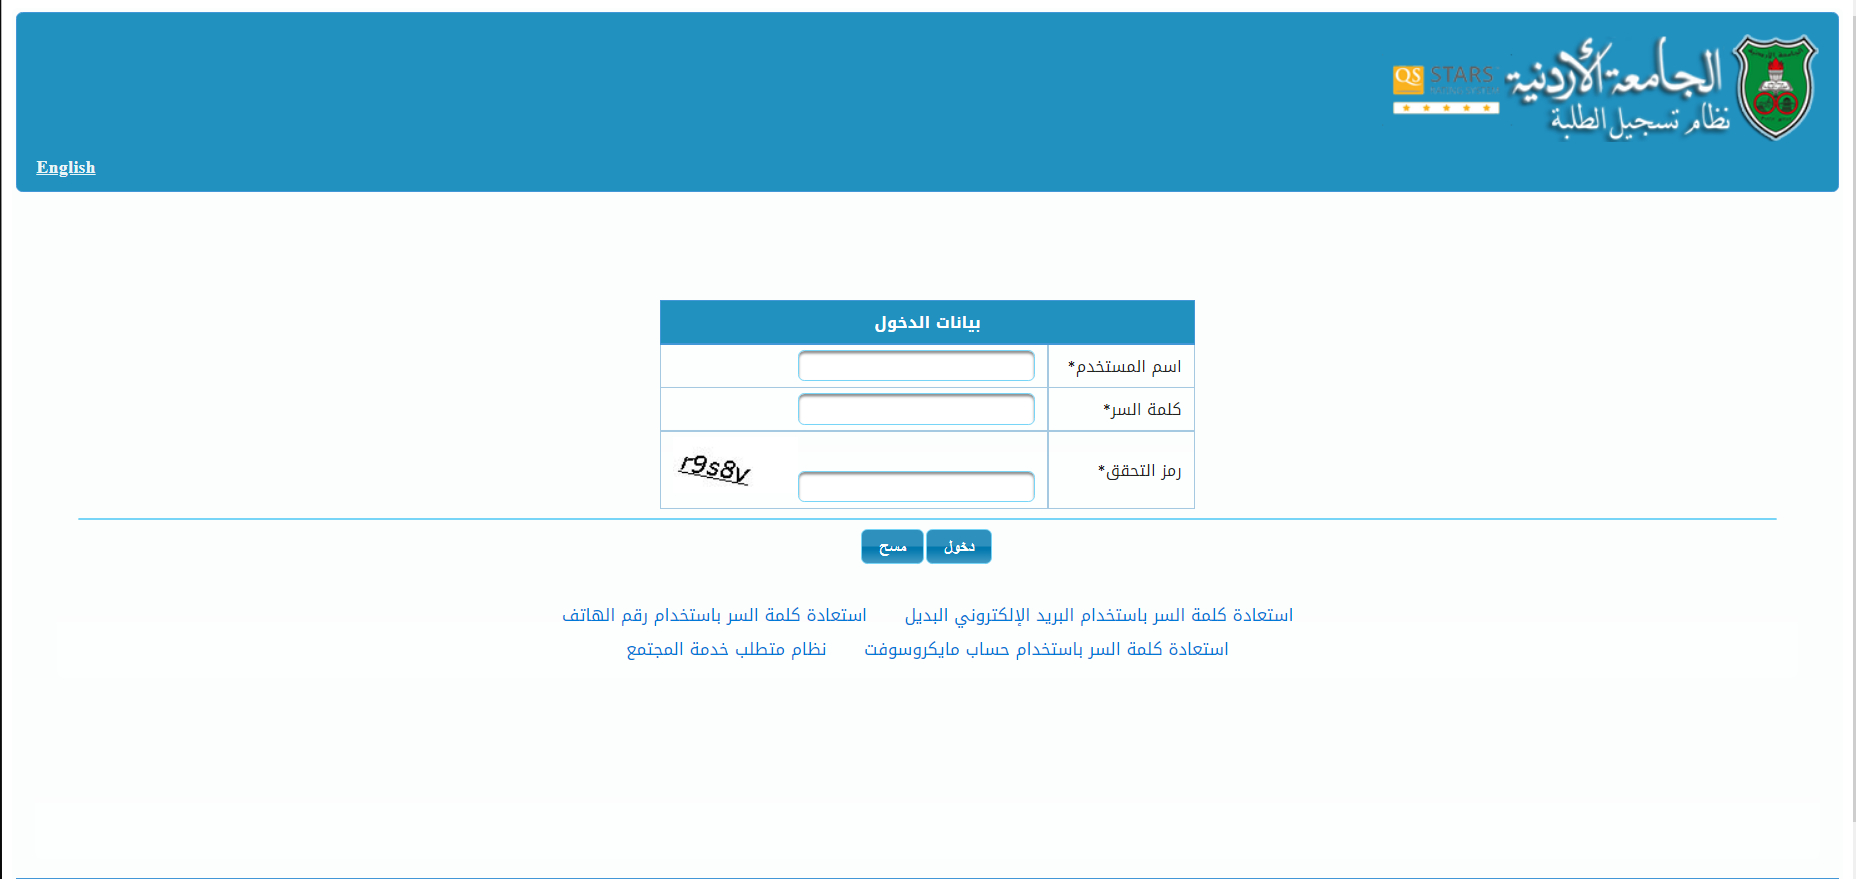 الجامعة الأردنية
نظام تسجيل الطلبة
QS STARS
English
بيانات الدخول
اسم المستخدم*
كلمة السر*
رمز التحقق*
r9s8v
دخول مسح
استعادة كلمة السر باستخدام البريد الإلكتروني البديل استعادة كلمة السر باستخدام رقم الهاتف
استعادة كلمة السر باستخدام حساب مايكروسوفت نظام متطلب خدمة المجتمع